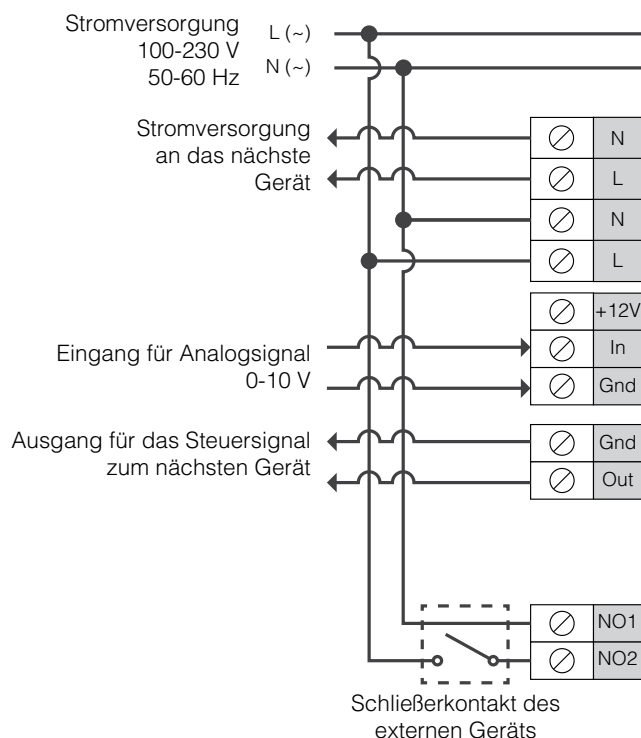 Stromversorgung
100-230 V
50-60 Hz
L (~)
N (~)
Stromversorgung
an das nächste
Gerät
N
L
N
L
+12V
In
Gnd
Eingang für Analogsignal
0-10 V
Gnd
Out
Ausgang für das Steuersignal
zum nächsten Gerät
NO1
NO2
Schließerkontakt des
externen Geräts